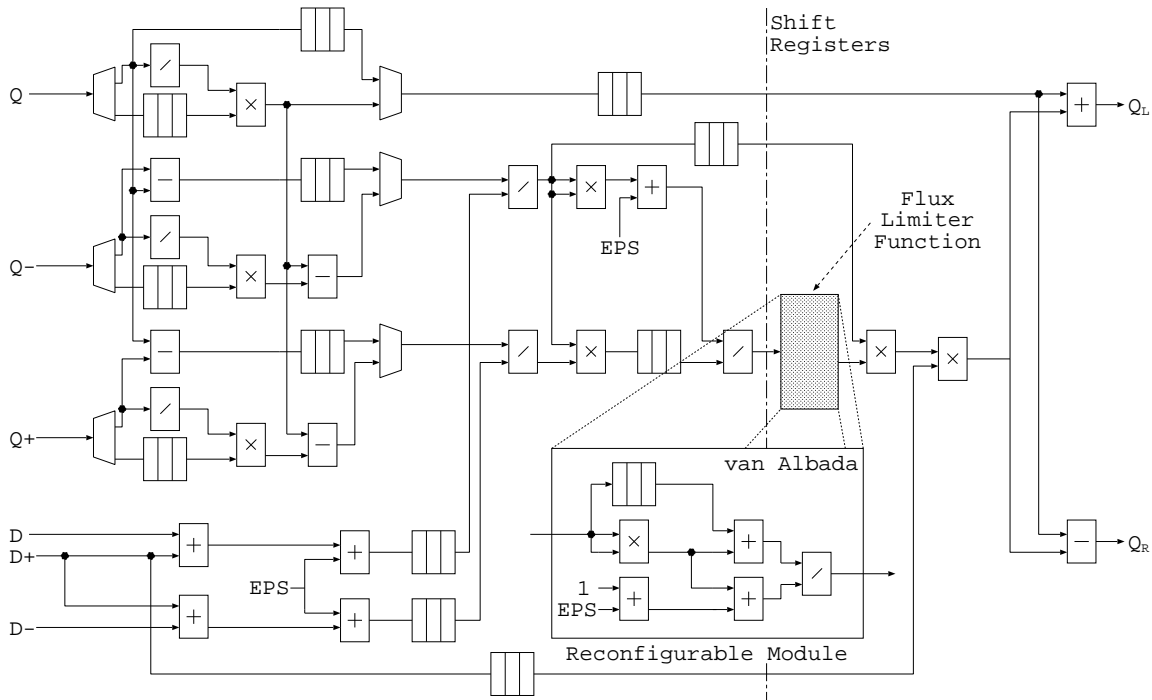 Shift
Registers
/
Q
×
+
Q_L
−
/
×
+
Flux
Limiter
Function
EPS
/
Q-
×
−
−
/
×
/
×
×
/
Q+
×
−
van Albada
D
D+
+
+
×
+
−
Q_R
/
EPS
1
EPS
+
+
D-
+
+
Reconfigurable Module